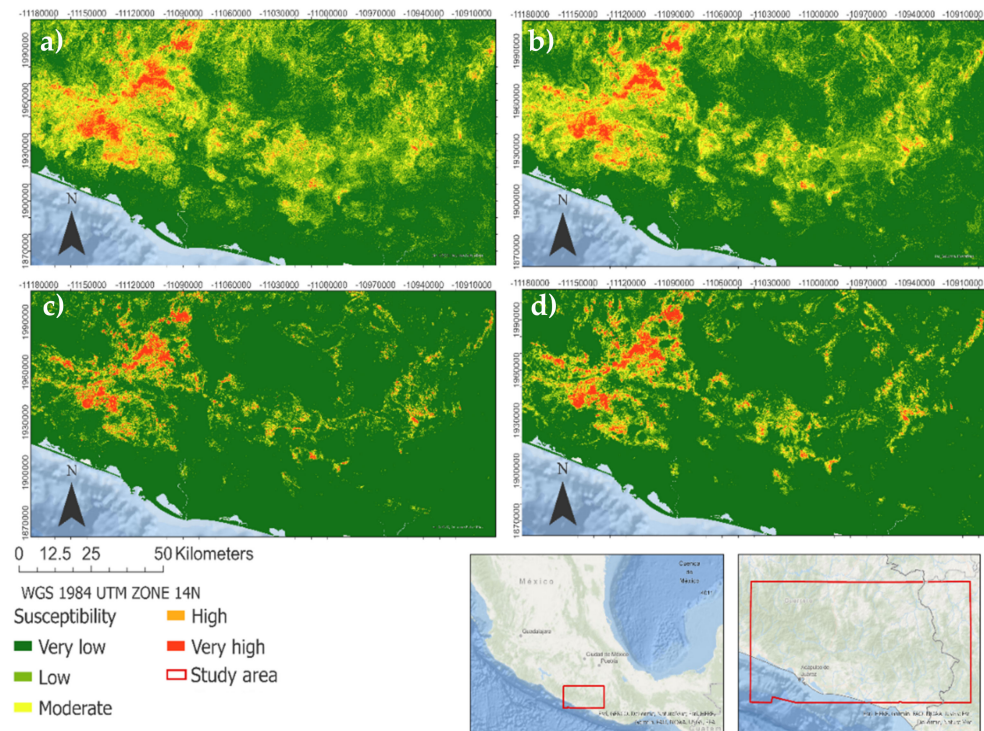 -11180000 -11150000 -11120000 -11090000 -11060000 -11030000 -11000000 -10970000 -10940000 -10910000
-11180000 -11150000 -11120000 -11090000 -11060000 -11030000 -11000000 -10970000 -10940000 -10910000
a)
1990000
1960000
1930000
1900000
1870000
N
b)
1990000
1960000
1930000
1900000
1870000
N
-11180000 -11150000 -11120000 -11090000 -11060000 -11030000 -11000000 -10970000 -10940000 -10910000
-11180000 -11150000 -11120000 -11090000 -11060000 -11030000 -11000000 -10970000 -10940000 -10910000
c)
1990000
1960000
1930000
1900000
1870000
N
d)
1990000
1900000
1930000
1900000
1870000
N
0 12.5 25 50 Kilometers
WGS 1984 UTM ZONE 14N
Susceptibility
Very low
Low
Moderate
High
Very high
Study area
México
Guadalajara
Ciudad de México
Puebla
Cuenca
de
México
Acapulco de
Juárez